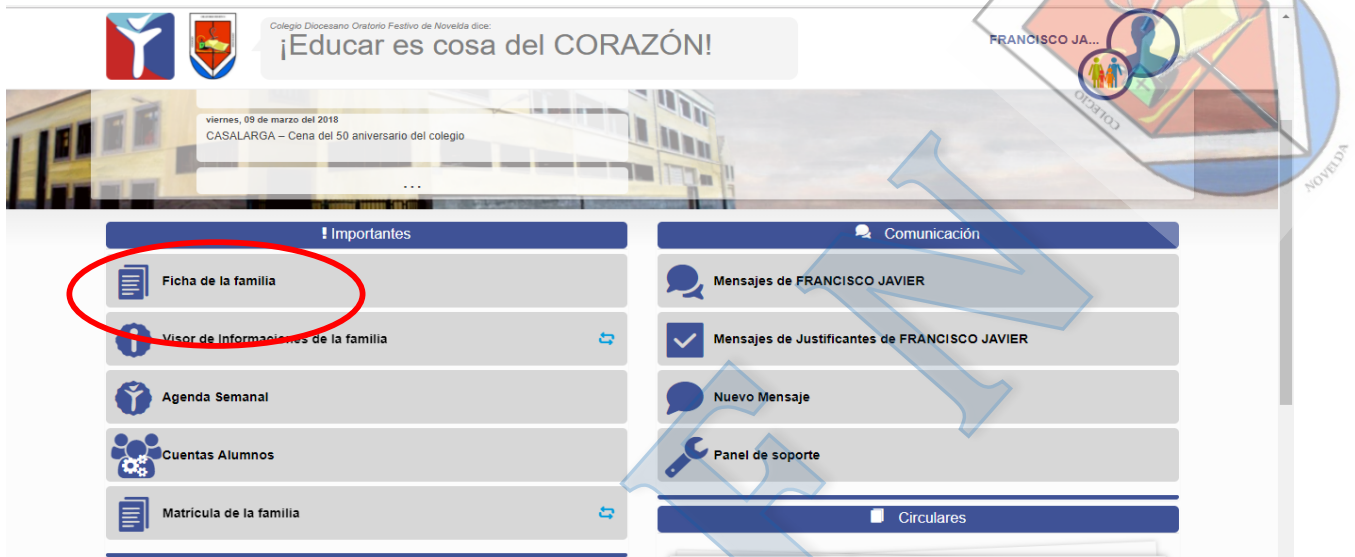 Colegio Diocesano Oratorio Festivo de Novelda dice:
¡Educar es cosa del CORAZÓN!
FRANCISCO JA...
COLEGIO
NOVELDA
viernes, 09 de marzo del 2018
CASALARGA – Cena del 50 aniversario del colegio
...
! Importantes
Ficha de la familia
Visor de Informaciones de la familia
Agenda Semanal
Cuentas Alumnos
Matrícula de la familia
Comunicación
Mensajes de FRANCISCO JAVIER
Mensajes de Justificantes de FRANCISCO JAVIER
Nuevo Mensaje
Panel de soporte
Circulares